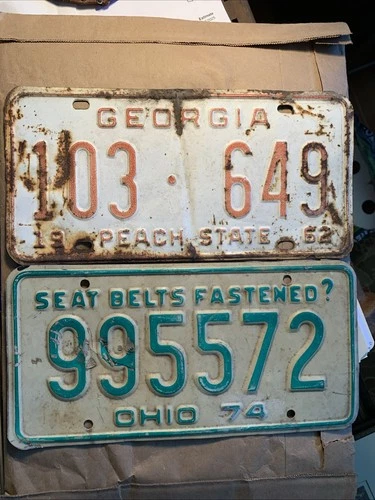 GEORGIA
103 · 649
19 PEACH STATE 62
SEAT BELTS FASTENED?
995572
OHIO 74